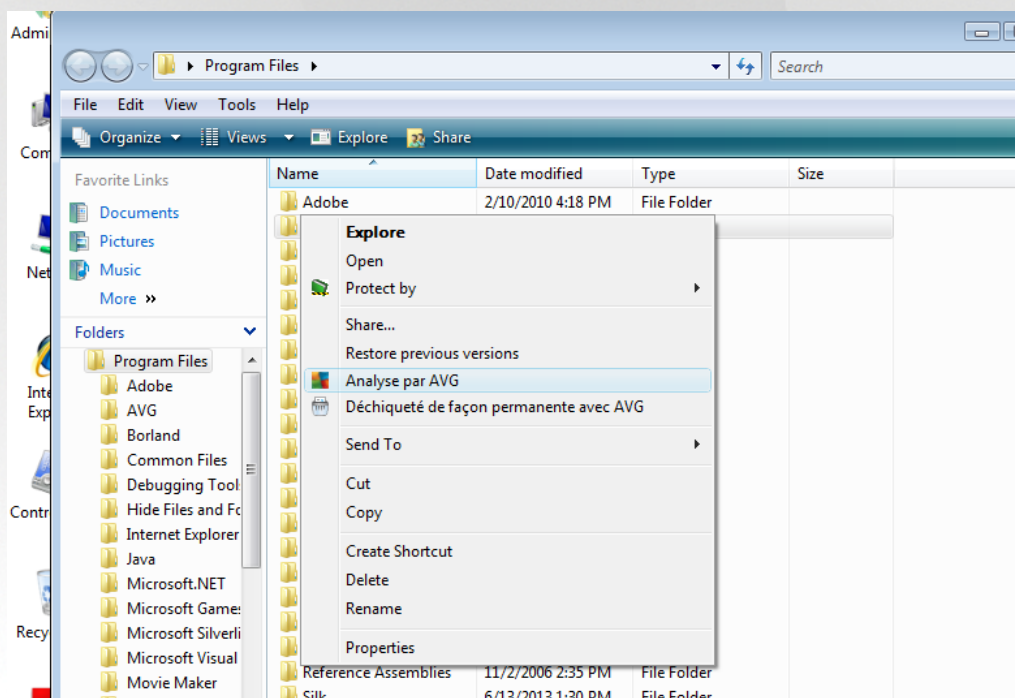 Admi
Program Files
Search
File Edit View Tools Help
Organize Views Explore Share
Com
Favorite Links
Documents
Pictures
Music
More »
Net
Folders
Program Files
Adobe
AVG
Borland
Common Files
Debugging Tool
Hide Files and Fo
Internet Explorer
Java
Microsoft.NET
Microsoft Game
Microsoft Silverli
Microsoft Visual
Movie Maker
Inte
Exp
Contr
Recy
Name Date modified Type Size
Adobe 2/10/2010 4:18 PM File Folder
Explore
Open
Protect by
Share...
Restore previous versions
Analyse par AVG
Déchiqueté de façon permanente avec AVG
Send To
Cut
Copy
Create Shortcut
Delete
Rename
Properties
Reference Assemblies 11/2/2006 2:35 PM File Folder
Silk 6/13/2013 1:30 PM File Folder